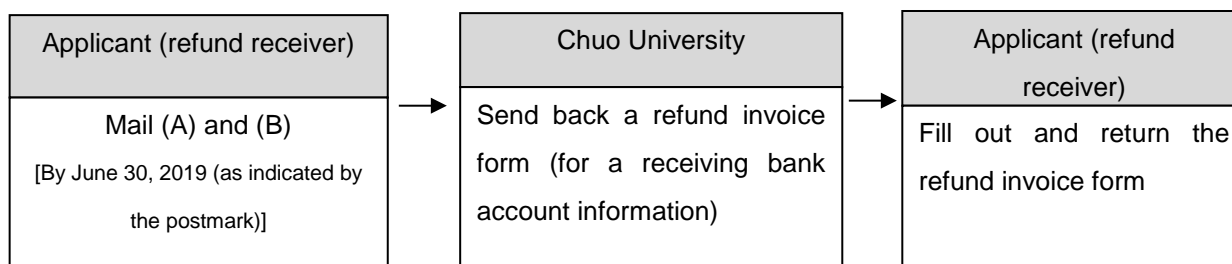 Applicant (refund receiver)
Mail (A) and (B)
[By June 30, 2019 (as indicated by
the postmark)]
Chuo University
Send back a refund invoice
form (for a receiving bank
account information)
Applicant (refund
receiver)
Fill out and return the
refund invoice form